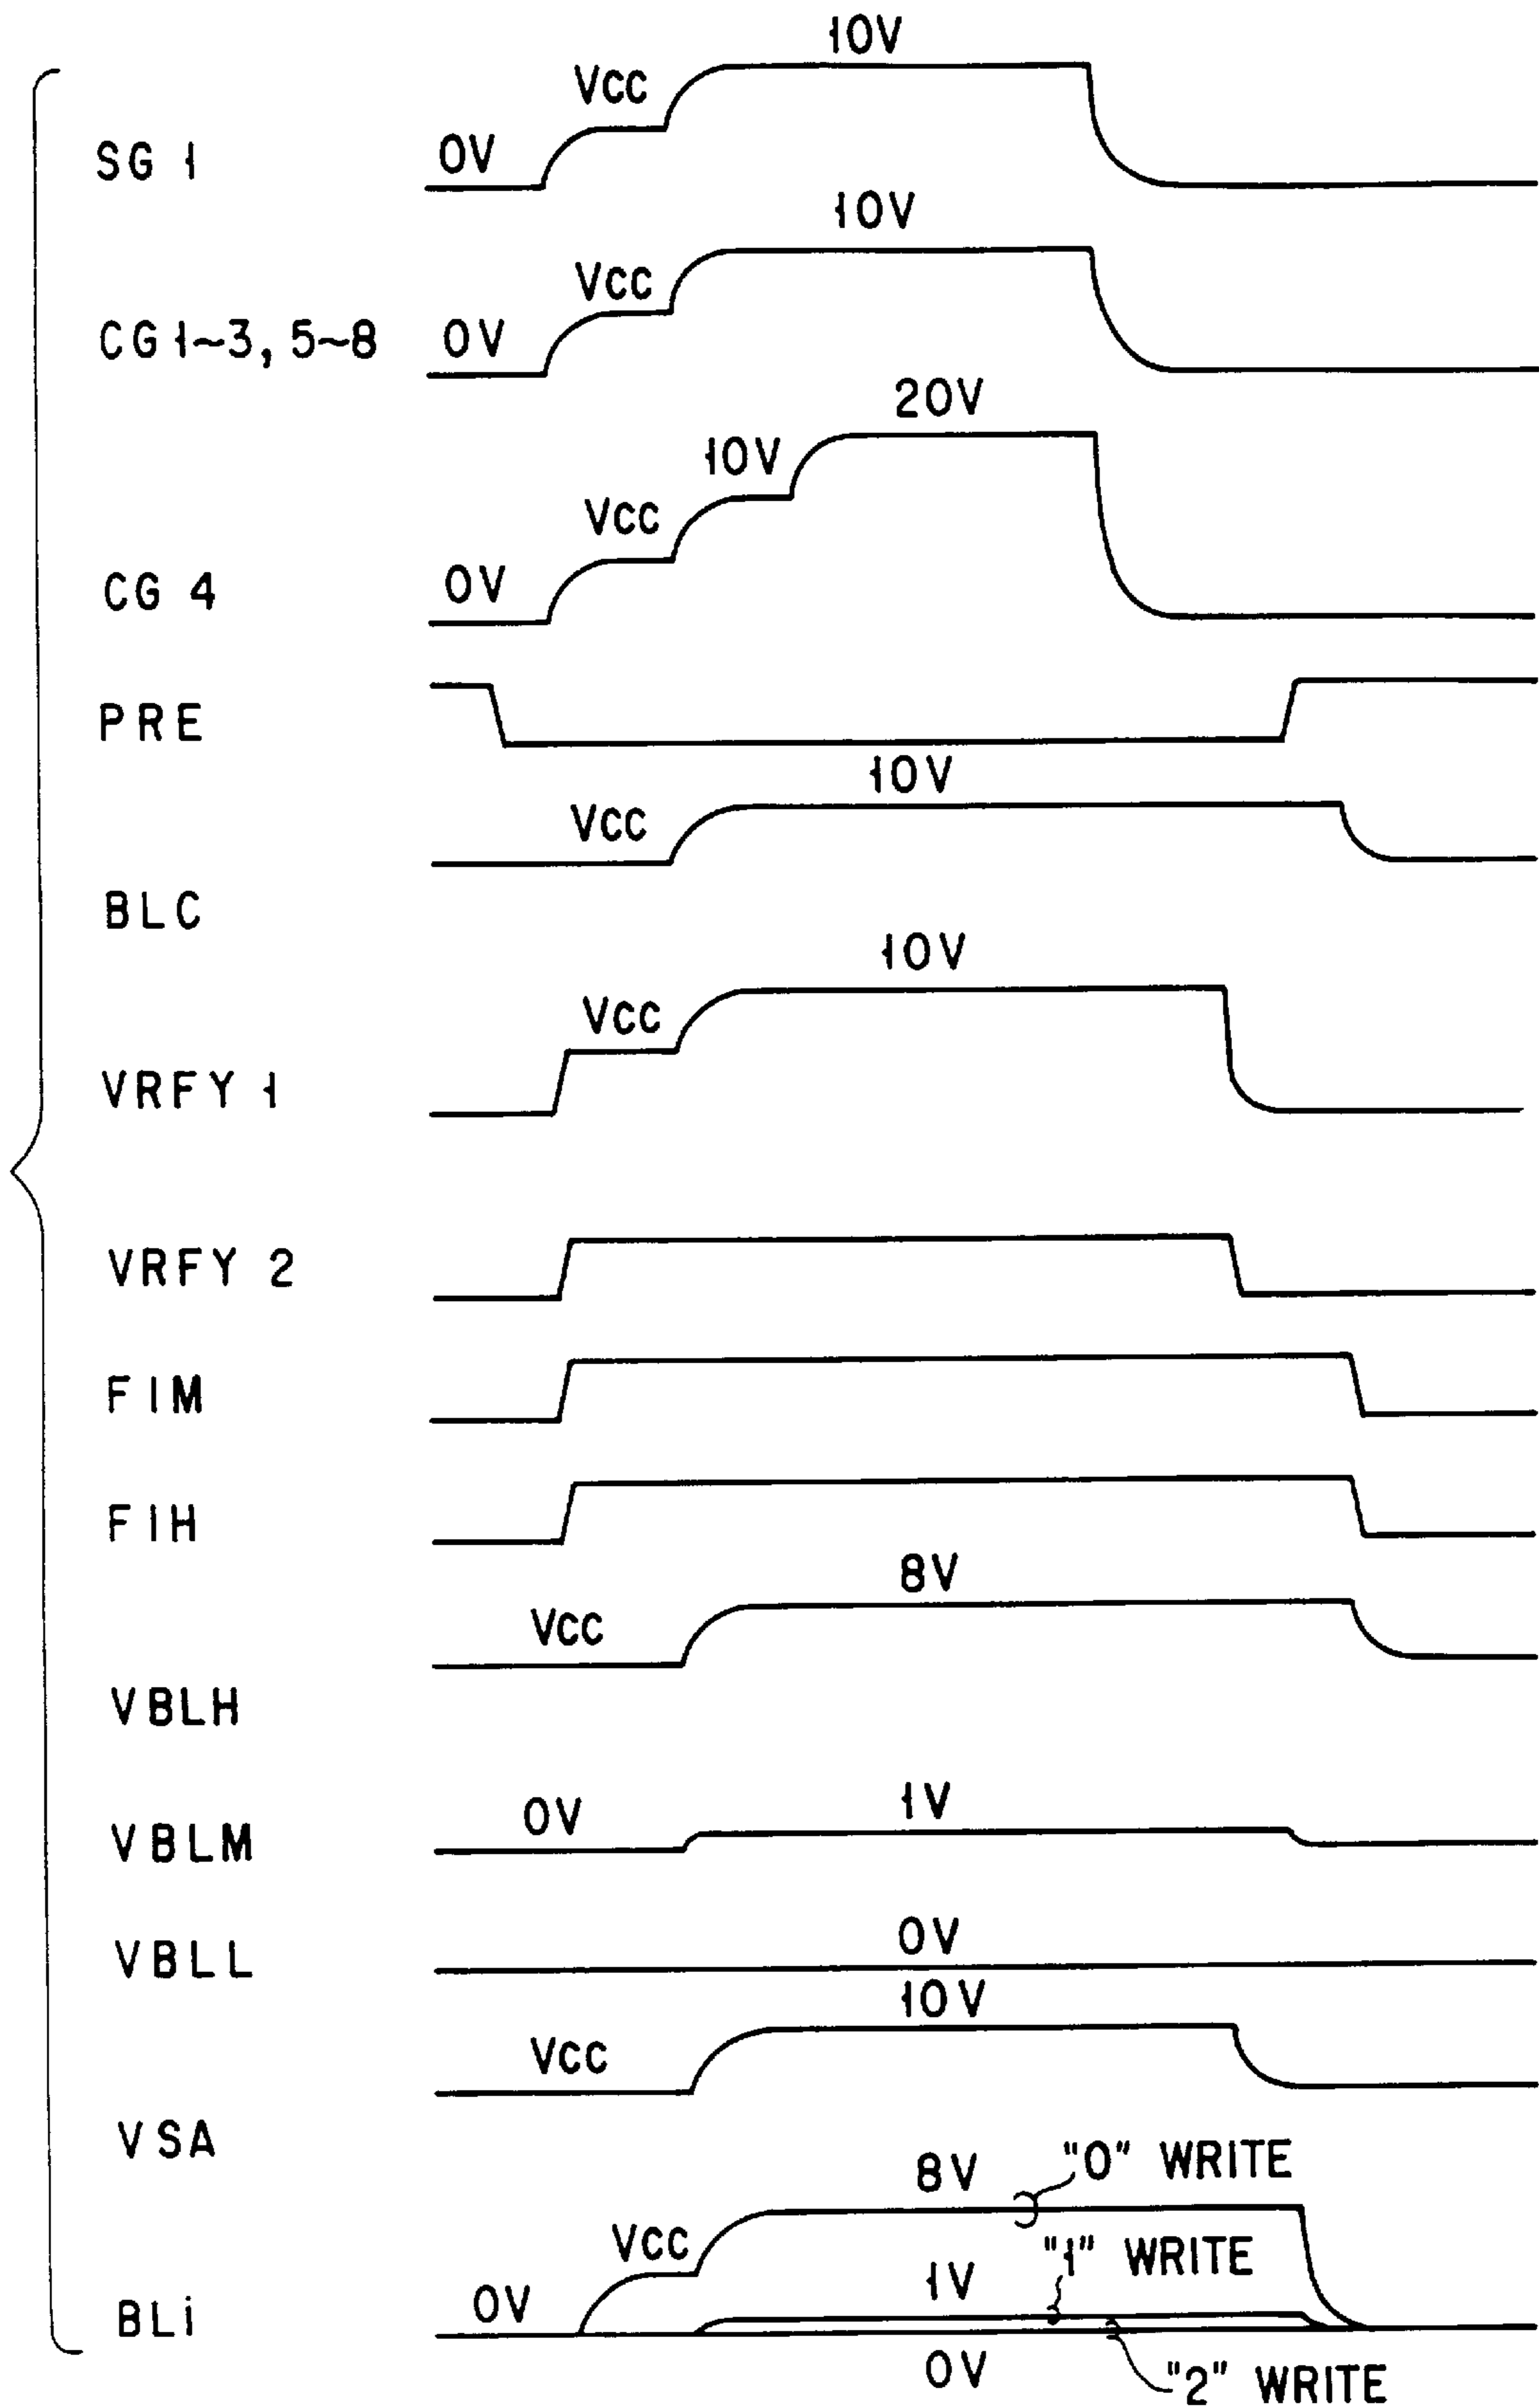 10V
VCC
SG 1
0V
10V
VCC
CG 1~3, 5~8
0V
20V
10V
VCC
CG 4
0V
PRE
10V
VCC
BLC
10V
VCC
VRFY 1
VRFY 2
FIM
FIH
8V
VCC
VBLH
1V
0V
VBLM
0V
VBLL
10V
VCC
VSA
8V
"0" WRITE
VCC
"1" WRITE
1V
0V
BLi
0V
"2" WRITE